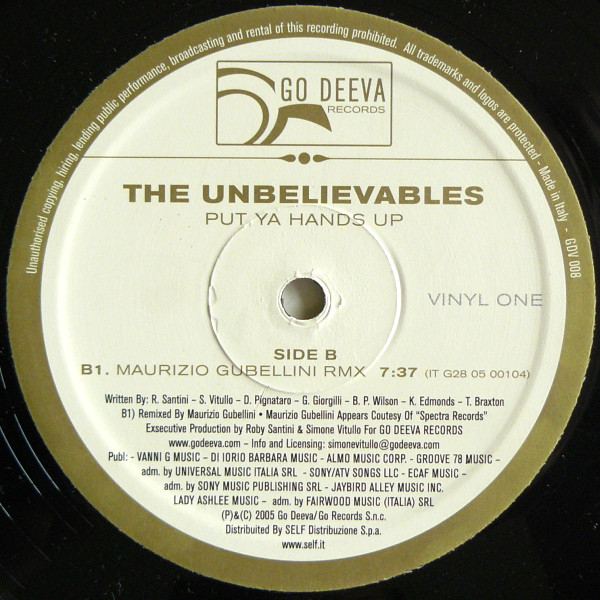 Unauthorised copying, hiring, lending public performance, broadcasting and rental of this recording prohibited. All trademarks and logos are protected - Made in Italy - GDV 008
GO DEEVA
RECORDS
THE UNBELIEVABLES
PUT YA HANDS UP
VINYL ONE
SIDE B
B1. MAURIZIO GUBELLINI RMX 7:37 (IT G28 05 00104)
Written By: R. Santini - S. Vitullo - D. Pignataro - G. Giorgilli - B. P. Wilson - K. Edmonds - T. Braxton
B1) Remixed By Maurizio Gubellini • Maurizio Gubellini Appears Coutesy Of "Spectra Records"
Exsecutive Production by Roby Santini & Simone Vitullo For GO DEEVA RECORDS
www.godeeva.com - Info and Licensing: simonevitullo@godeeva.com
Publ: - VANNI G MUSIC – DI IORIO BARBARA MUSIC - ALMO MUSIC CORP. - GROOVE 78 MUSIC –
adm. by UNIVERSAL MUSIC ITALIA SRL - SONY/ATV SONGS LLC - ECAF MUSIC –
adm. by SONY MUSIC PUBLISHING SRL - JAYBIRD ALLEY MUSIC INC.
LADY ASHLEE MUSIC – adm. by FAIRWOOD MUSIC (ITALIA) SRL
(P)&(C) 2005 Go Deeva/Go Records S.n.c.
Distribuited By SELF Distribuzione S.p.a.
www.self.it